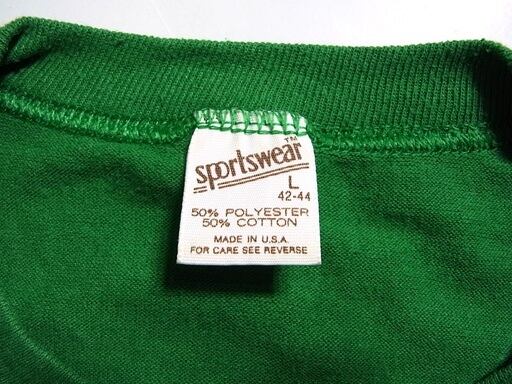 sportswear™
L
42-44
50% POLYESTER
50% COTTON
MADE IN U.S.A.
FOR CARE SEE REVERSE